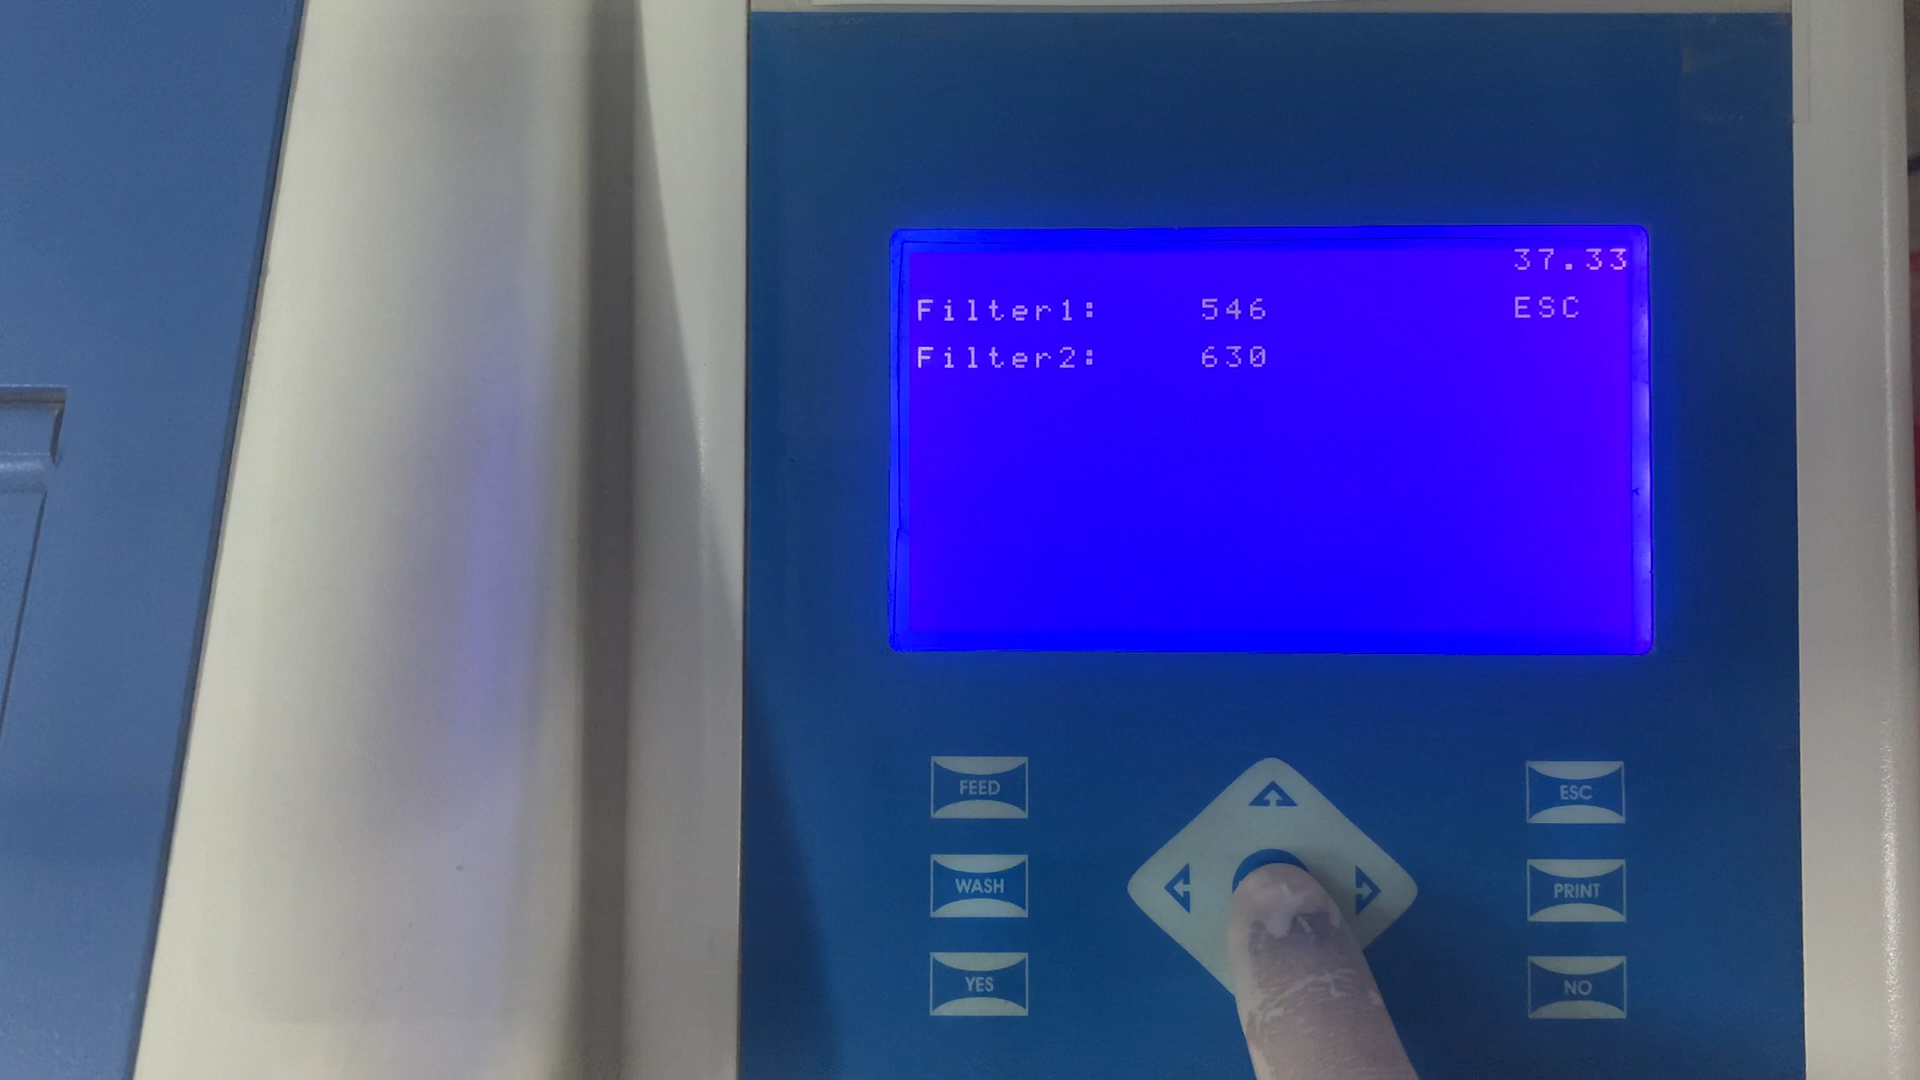 37.33
Filter1: 546 ESC
Filter2: 630
FEED
ESC
WASH
PRINT
YES
NO